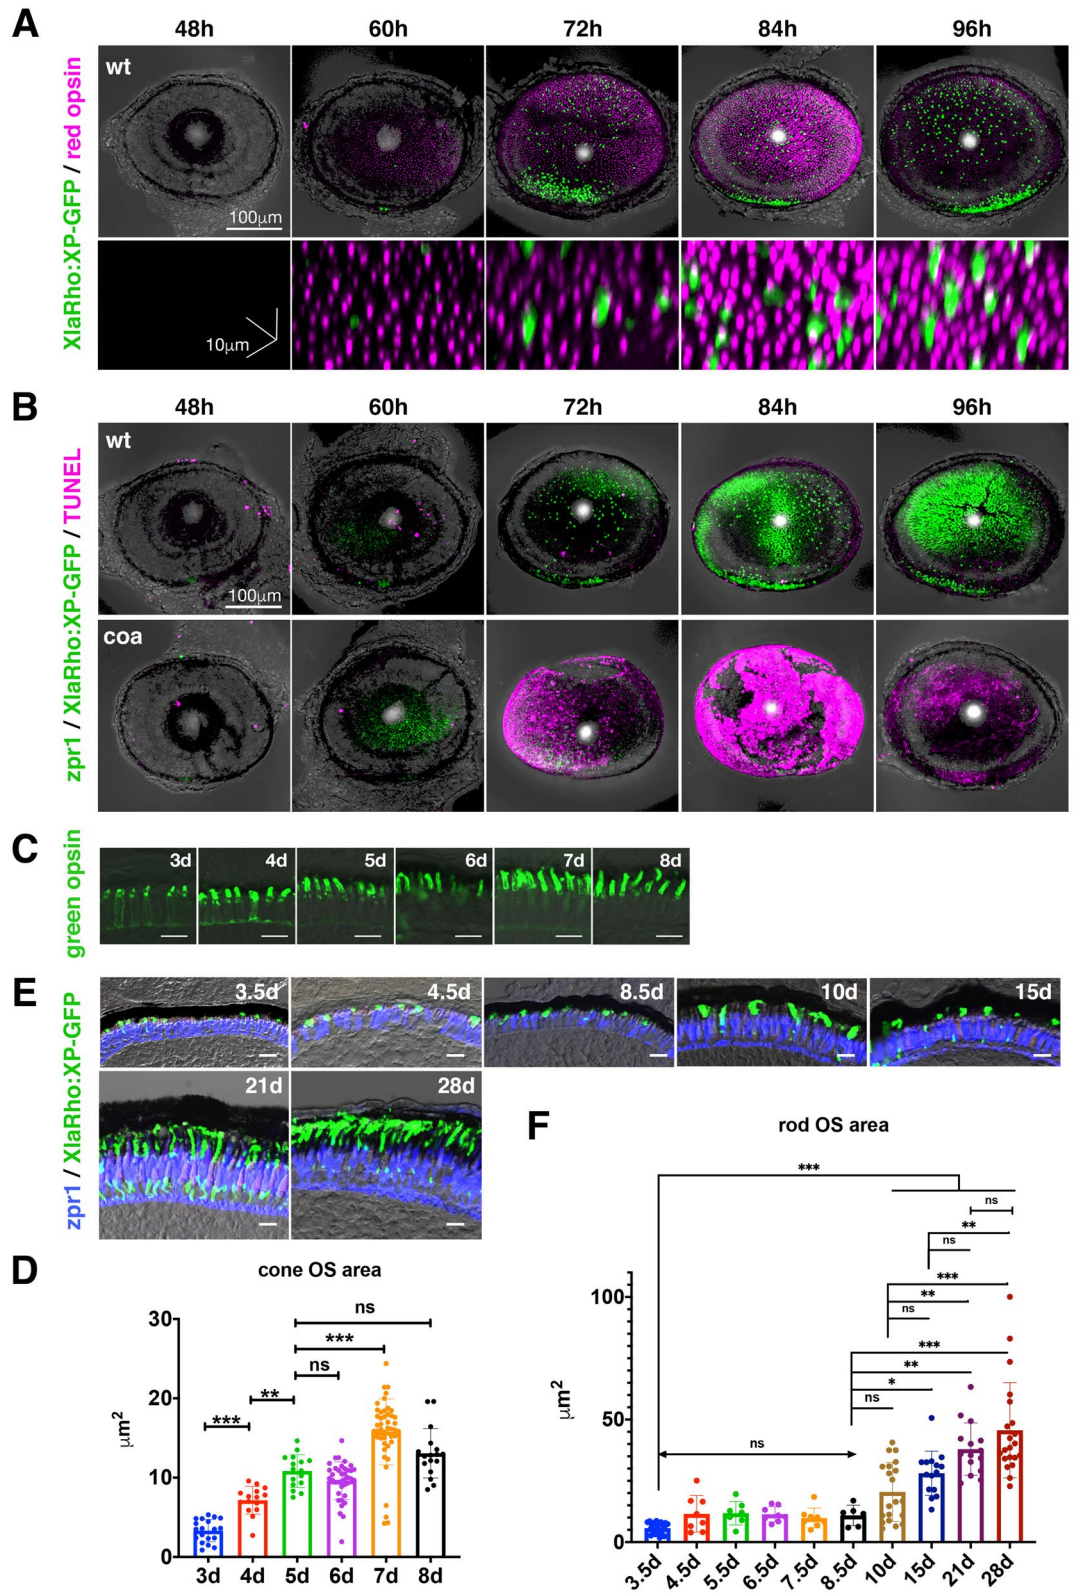 A
48h 60h 72h 84h 96h
XlaRho:XP-GFP / red opsin
wt
100μm
10μm
B
48h 60h 72h 84h 96h
zpr1 / XlaRho:XP-GFP / TUNEL
wt
100μm
coa
C
green opsin
3d 4d 5d 6d 7d 8d
E
zpr1 / XlaRho:XP-GFP
3.5d 4.5d 8.5d 10d 15d
21d 28d
D
cone OS area
μm2
30
20
10
0
ns
***
ns
**
***
3d 4d 5d 6d 7d 8d
F
rod OS area
μm2
100
50
0
***
ns
**
ns
***
**
ns
***
**
*
ns
ns
3.5d 4.5d 5.5d 6.5d 7.5d 8.5d 10d 15d 21d 28d